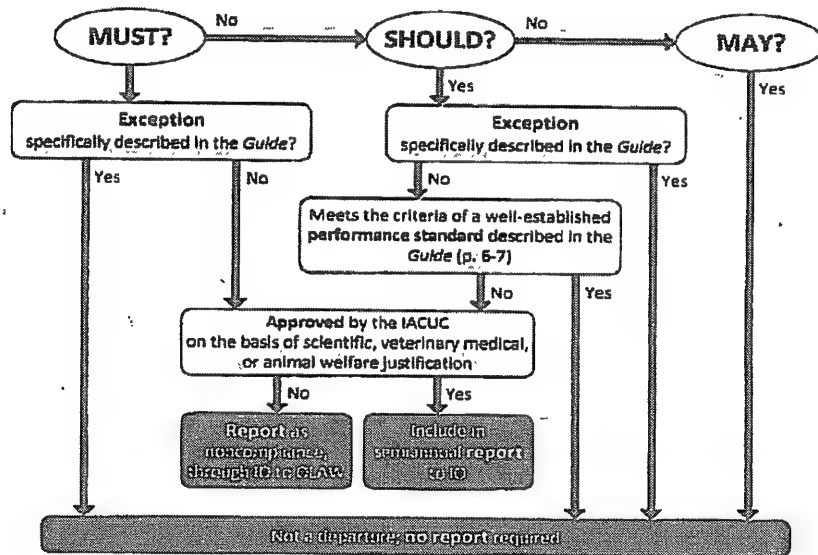 MUST?
No
SHOULD?
No
MAY?
Yes
Yes
Exception
specifically described in the Guide?
Exception
specifically described in the Guide?
Yes
No
No
Yes
Meets the criteria of a well-established
performance standard described in the
Guide (p. 6-7)
No
Yes
Approved by the IACUC
on the basis of scientific, veterinary medical,
or animal welfare justification
No
Yes
Report as
noncompliance,
through IO to OLAW
Include in
semiannual report
to IO
Not a departure; no report required